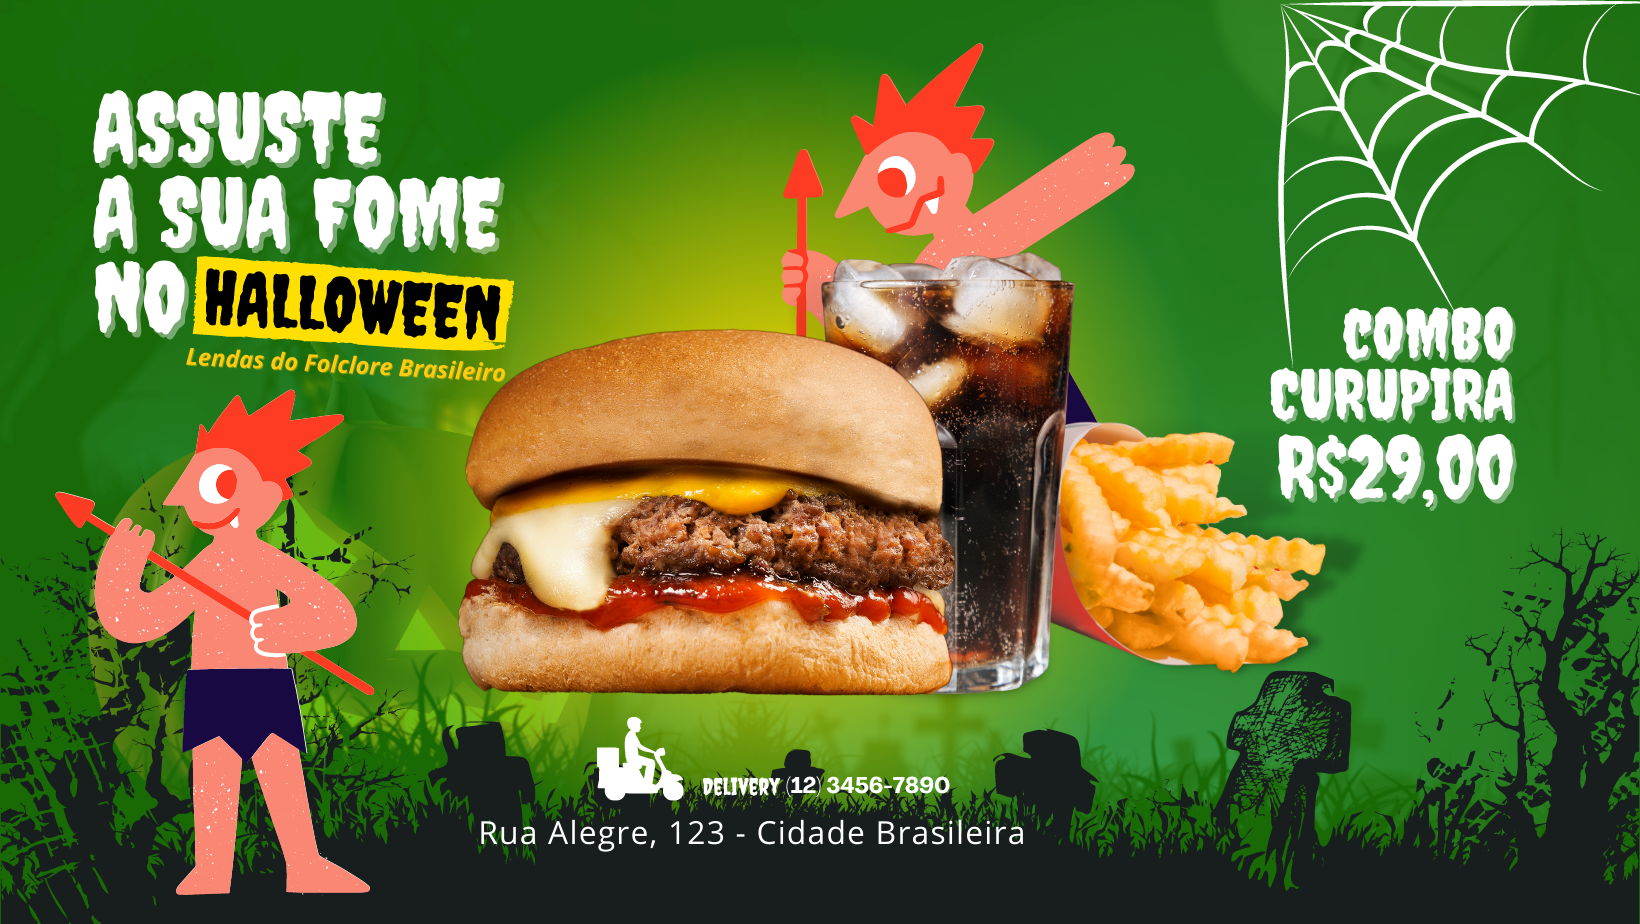 ASSUSTE
A SUA FOME
NO HALLOWEEN
Lendas do Folclore Brasileiro
COMBO
CURUPIRA
R$29,00
DELIVERY (12) 3456-7890
Rua Alegre, 123 - Cidade Brasileira